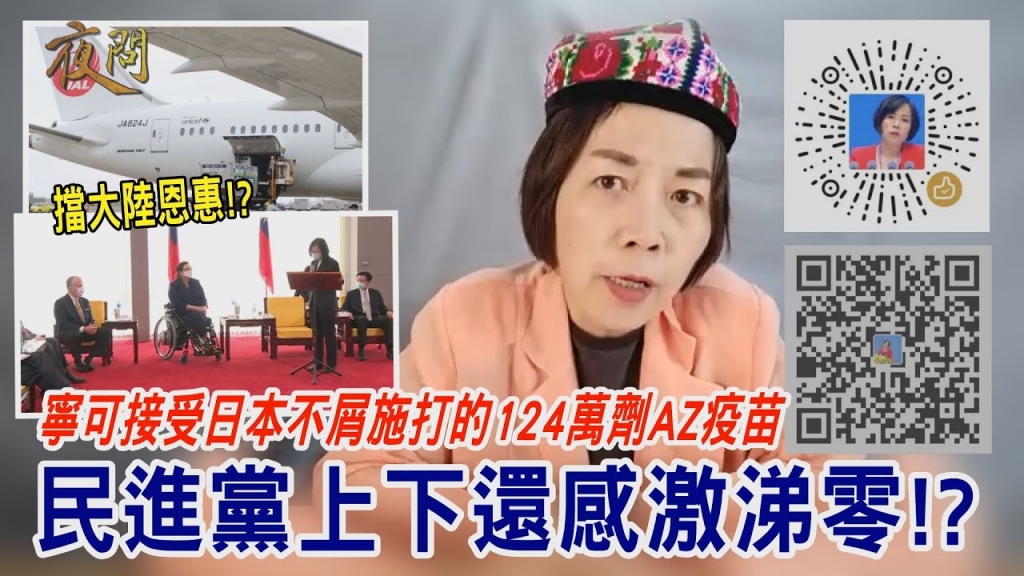 夜問
JAL
JA824J
unicef
擋大陸恩惠!?
寧可接受日本不屑施打的124萬劑AZ疫苗
民進黨上下還感激涕零!?